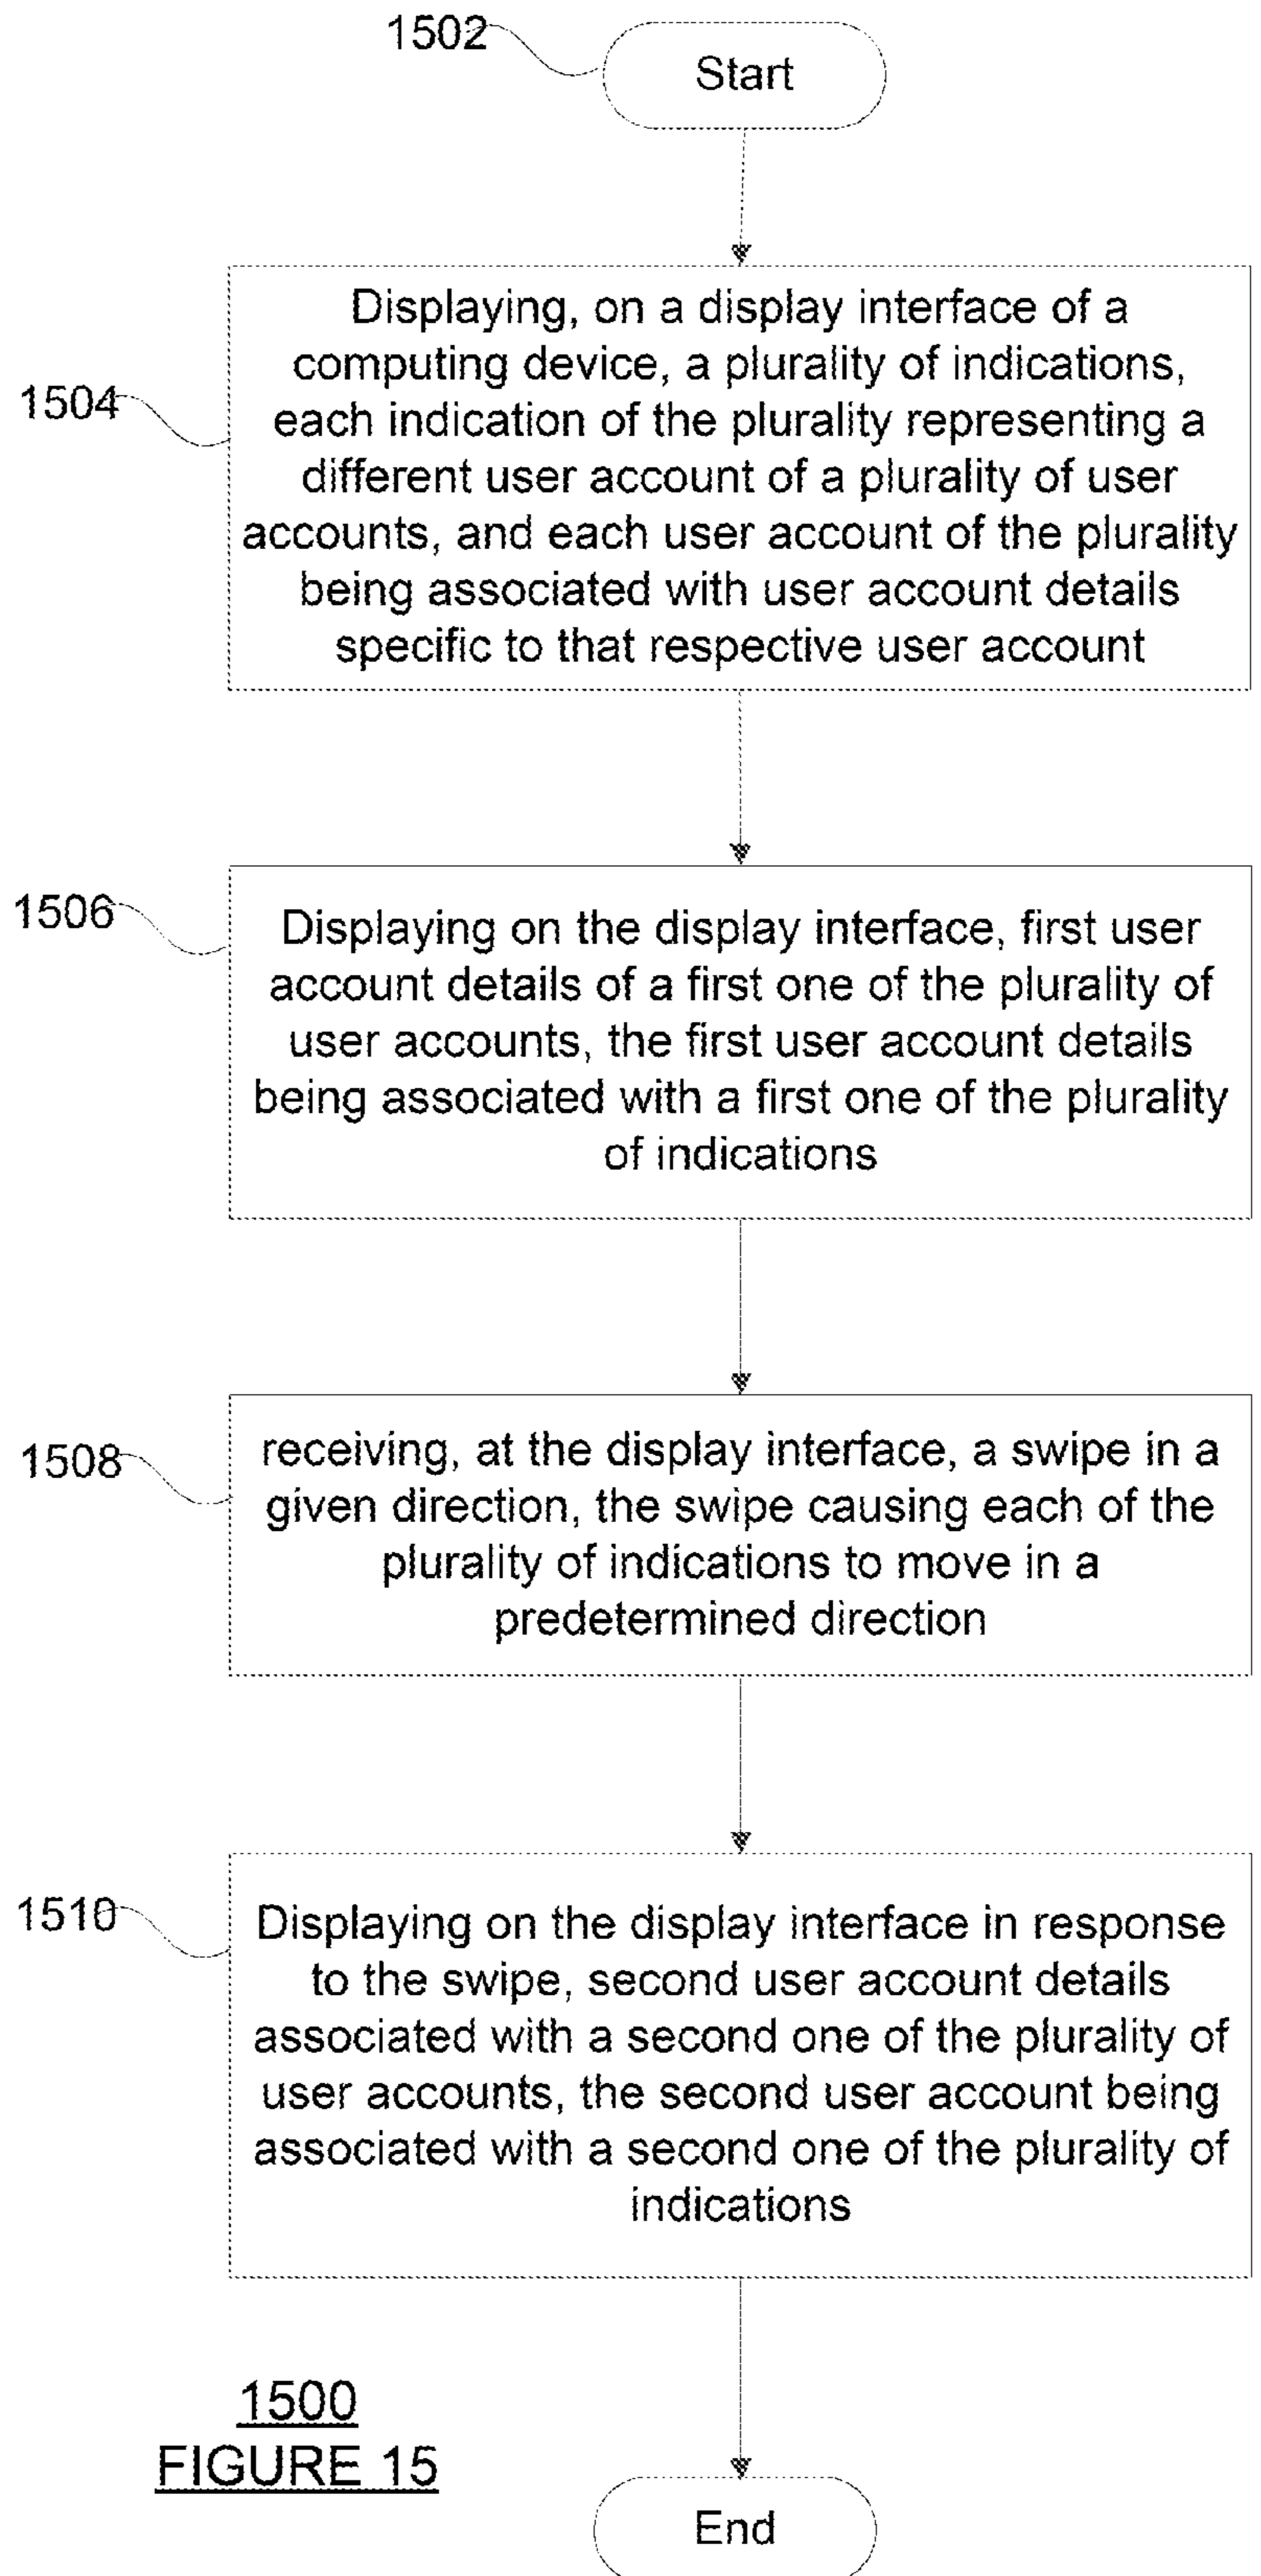 1502
Start
1504
Displaying, on a display interface of a
computing device, a plurality of indications,
each indication of the plurality representing a
different user account of a plurality of user
accounts, and each user account of the plurality
being associated with user account details
specific to that respective user account
1506
Displaying on the display interface, first user
account details of a first one of the plurality of
user accounts, the first user account details
being associated with a first one of the plurality
of indications
1508
receiving, at the display interface, a swipe in a
given direction, the swipe causing each of the
plurality of indications to move in a
predetermined direction
1510
Displaying on the display interface in response
to the swipe, second user account details
associated with a second one of the plurality of
user accounts, the second user account being
associated with a second one of the plurality of
indications
1500
FIGURE 15
End